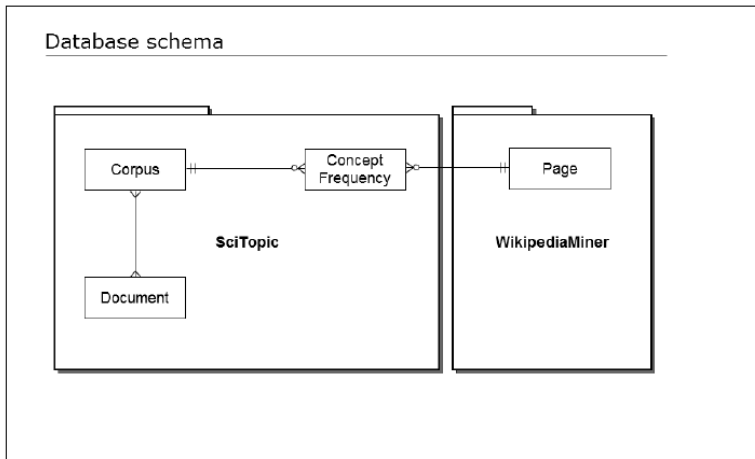 Database schema
Corpus
Concept
Frequency
Page
SciTopic
WikipediaMiner
Document